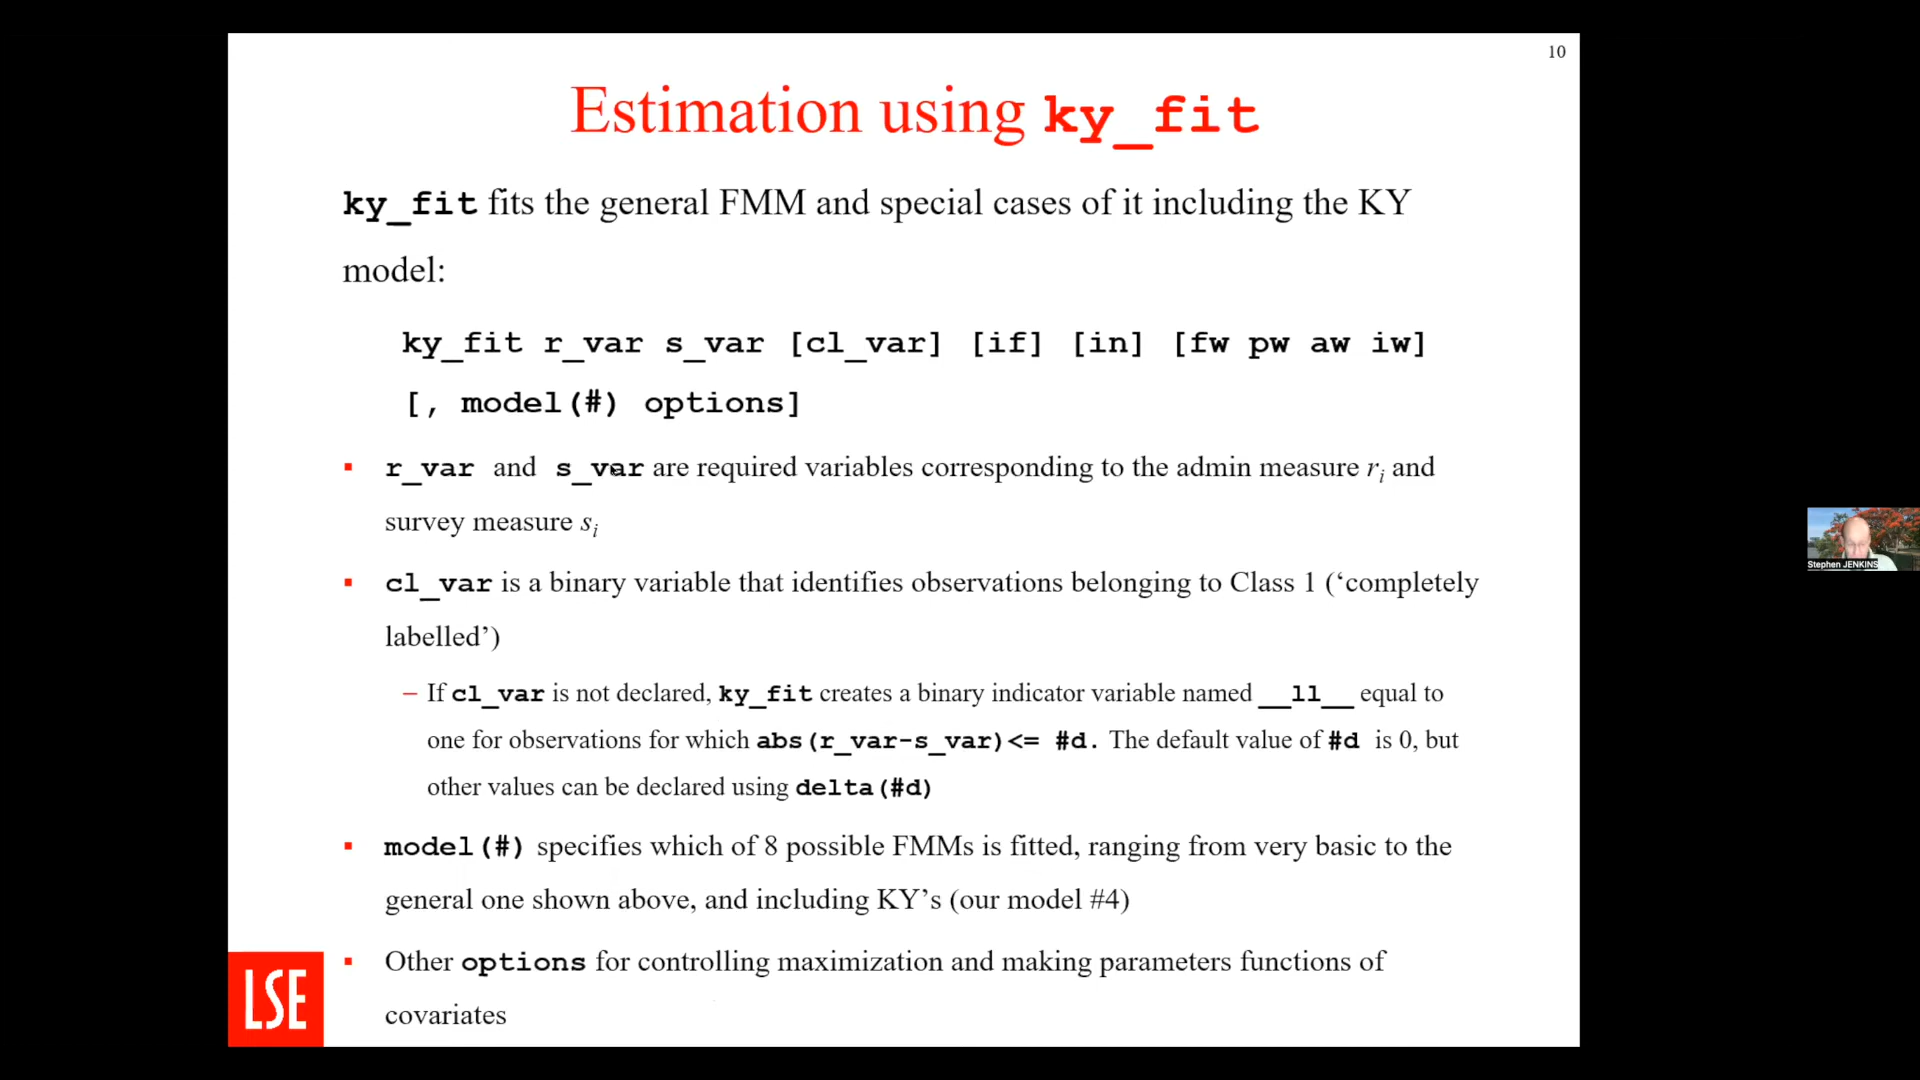 10
Estimation using ky_fit
ky_fit fits the general FMM and special cases of it including the KY
model:
ky_fit r_var s_var [cl_var] [if] [in] [fw pw aw iw]
[, model(#) options]
▪ r_var and s_var are required variables corresponding to the admin measure ri and
survey measure si
▪ cl_var is a binary variable that identifies observations belonging to Class 1 (‘completely
labelled’)
– If cl_var is not declared, ky_fit creates a binary indicator variable named __ll__ equal to
one for observations for which abs(r_var-s_var)<= #d. The default value of #d is 0, but
other values can be declared using delta(#d)
▪ model(#) specifies which of 8 possible FMMs is fitted, ranging from very basic to the
general one shown above, and including KY’s (our model #4)
▪ Other options for controlling maximization and making parameters functions of
covariates
LSE
Stephen JENKINS